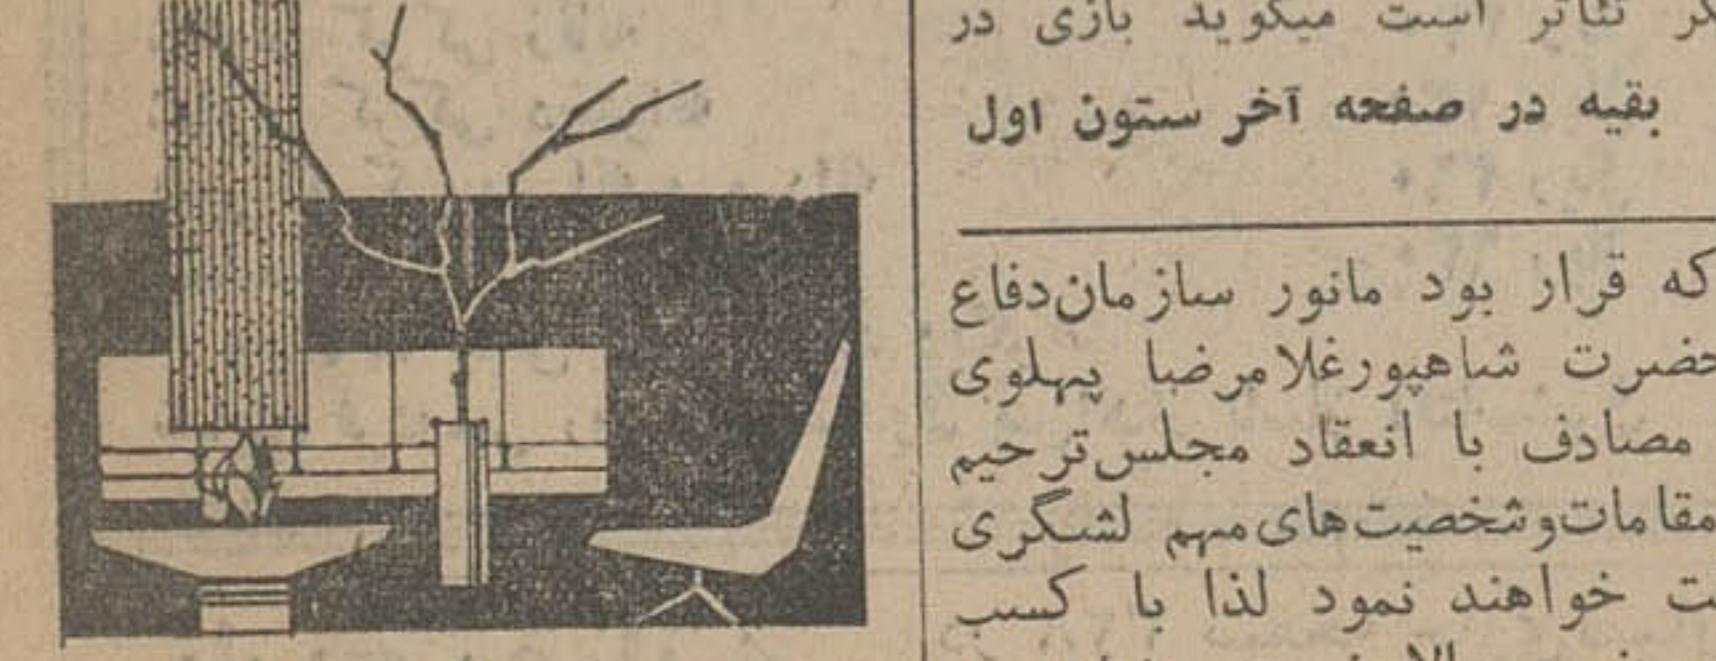 تئاتر است میگوید بازی در
بقیه در صفحه آخر ستون اول
که قرار بود مانور سازمان دفاع
حضرت شاهپور غلامرضا پهلوی
مصادف با انعقاد مجلس ترحیم
مقامات و شخصیت های مهم لشگری
خواهند نمود لذا با کسب